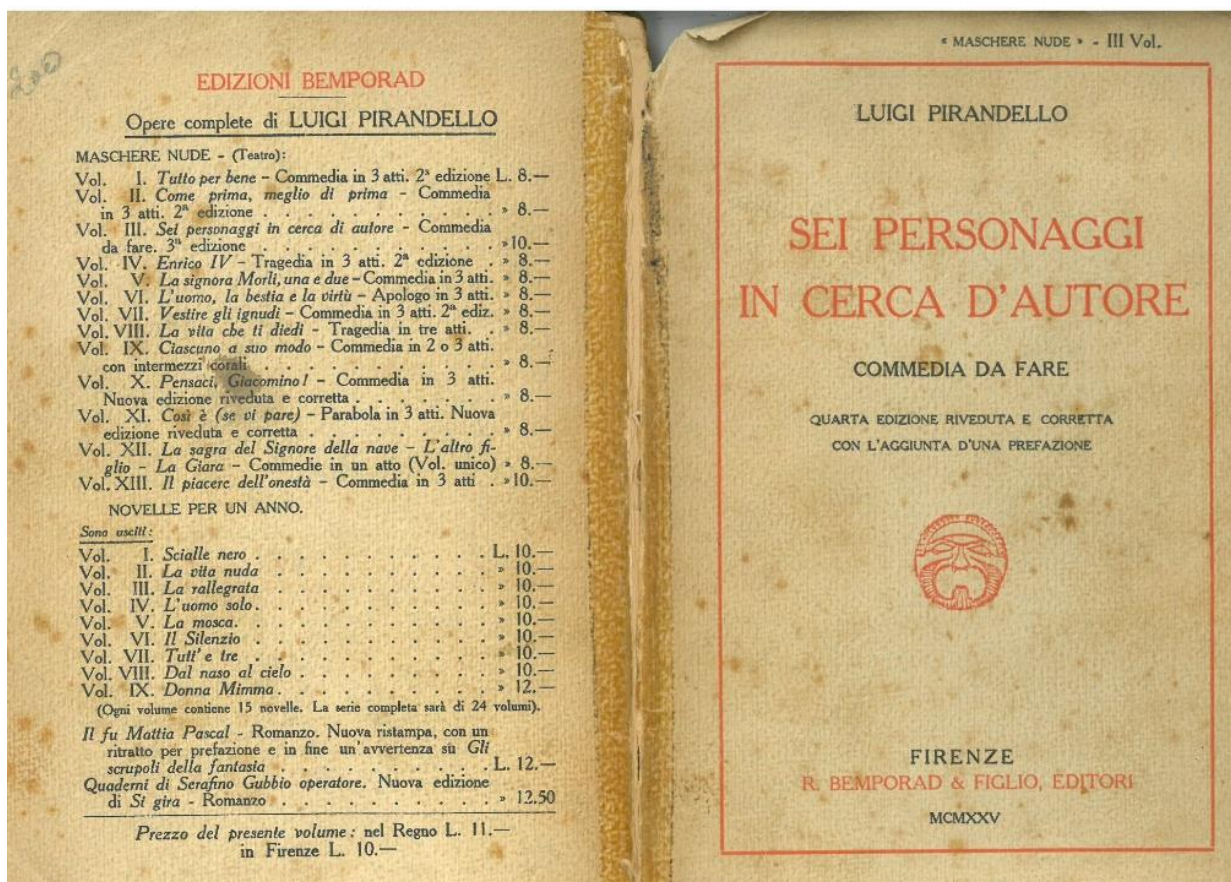 EDIZIONI BEMPORAD
Opere complete di LUIGI PIRANDELLO
MASCHERE NUDE - (Teatro):
Vol. I. Tutto per bene - Commedia in 3 atti. 2ª edizione L. 8.—
Vol. II. Come prima, meglio di prima - Commedia
in 3 atti. 2ª edizione . . . . . . . . . . . . » 8.—
Vol. III. Sei personaggi in cerca di autore - Commedia
da fare. 3ª edizione . . . . . . . . . . . . »10.—
Vol. IV. Enrico IV - Tragedia in 3 atti. 2ª edizione . » 8.—
Vol. V. La signora Morli, una e due - Commedia in 3 atti. » 8.—
Vol. VI. L'uomo, la bestia e la virtù - Apologo in 3 atti. » 8.—
Vol. VII. Vestire gli ignudi - Commedia in 3 atti. 2ª ediz. » 8.—
Vol. VIII. La vita che ti diedi - Tragedia in tre atti. . » 8.—
Vol. IX. Ciascuno a suo modo - Commedia in 2 o 3 atti.
con intermezzi corali . . . . . . . . . . . . » 8.—
Vol. X. Pensaci, Giacomino! - Commedia in 3 atti.
Nuova edizione riveduta e corretta . . . . . . . » 8.—
Vol. XI. Così è (se vi pare) - Parabola in 3 atti. Nuova
edizione riveduta e corretta . . . . . . . . . . » 8.—
Vol. XII. La sagra del Signore della nave - L'altro fi-
glio - La Giara - Commedie in un atto (Vol. unico) » 8.—
Vol. XIII. Il piacere dell'onestà - Commedia in 3 atti . »10.—
NOVELLE PER UN ANNO.
Sono usciti:
Vol. I. Scialle nero . . . . . . . . . . . . L. 10.—
Vol. II. La vita nuda . . . . . . . . . . . . » 10.—
Vol. III. La rallegrata . . . . . . . . . . . . » 10.—
Vol. IV. L'uomo solo. . . . . . . . . . . . . » 10.—
Vol. V. La mosca. . . . . . . . . . . . . . » 10.—
Vol. VI. Il Silenzio . . . . . . . . . . . . . » 10.—
Vol. VII. Tutt' e tre . . . . . . . . . . . . . » 10.—
Vol. VIII. Dal naso al cielo . . . . . . . . . . . » 10.—
Vol. IX. Donna Mimma. . . . . . . . . . . . » 12.—
(Ogni volume contiene 15 novelle. La serie completa sarà di 24 volumi).
Il fu Mattia Pascal - Romanzo. Nuova ristampa, con un
ritratto per prefazione e in fine un'avvertenza su Gli
scrupoli della fantasia . . . . . . . . . . . . L. 12.—
Quaderni di Serafino Gubbio operatore. Nuova edizione
di Si gira - Romanzo . . . . . . . . . . . . » 12.50
Prezzo del presente volume: nel Regno L. 11.—
in Firenze L. 10.—
« MASCHERE NUDE » - III Vol.
LUIGI PIRANDELLO
SEI PERSONAGGI
IN CERCA D'AUTORE
COMMEDIA DA FARE
QUARTA EDIZIONE RIVEDUTA E CORRETTA
CON L'AGGIUNTA D'UNA PREFAZIONE
FIRENZE
R. BEMPORAD & FIGLIO, EDITORI
MCMXXV